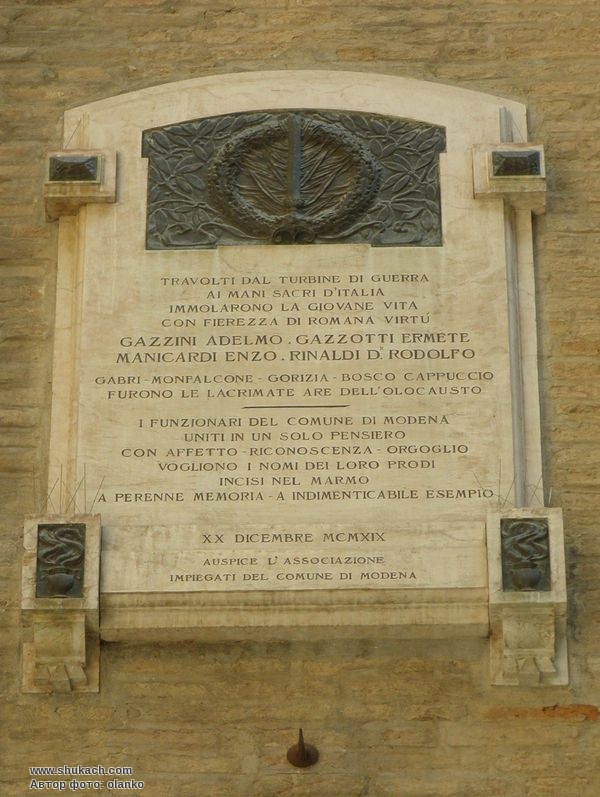 TRAVOLTI DAL TURBINE DI GUERRA
AI MANI SACRI D'ITALIA
IMMOLARONO LA GIOVANE VITA
CON FIEREZZA DI ROMANA VIRTÚ
GAZZINI ADELMO . GAZZOTTI ERMETE
MANICARDI ENZO . RINALDI D.R RODOLFO
GABRI - MONFALCONE - GORIZIA - BOSCO CAPPUCCIO
FURONO LE LACRIMATE ARE DELL'OLOCAUSTO
I FUNZIONARI DEL COMUNE DI MODENA
UNITI IN UN SOLO PENSIERO
CON AFFETTO - RICONOSCENZA - ORGOGLIO
VOGLIONO I NOMI DEI LORO PRODI
INCISI NEL MARMO
A PERENNE MEMORIA - A INDIMENTICABILE ESEMPIO
XX DICEMBRE MCMXIX
AUSPICE L'ASSOCIAZIONE
IMPIEGATI DEL COMUNE DI MODENA
www.shukach.com
Автор фото- olanko